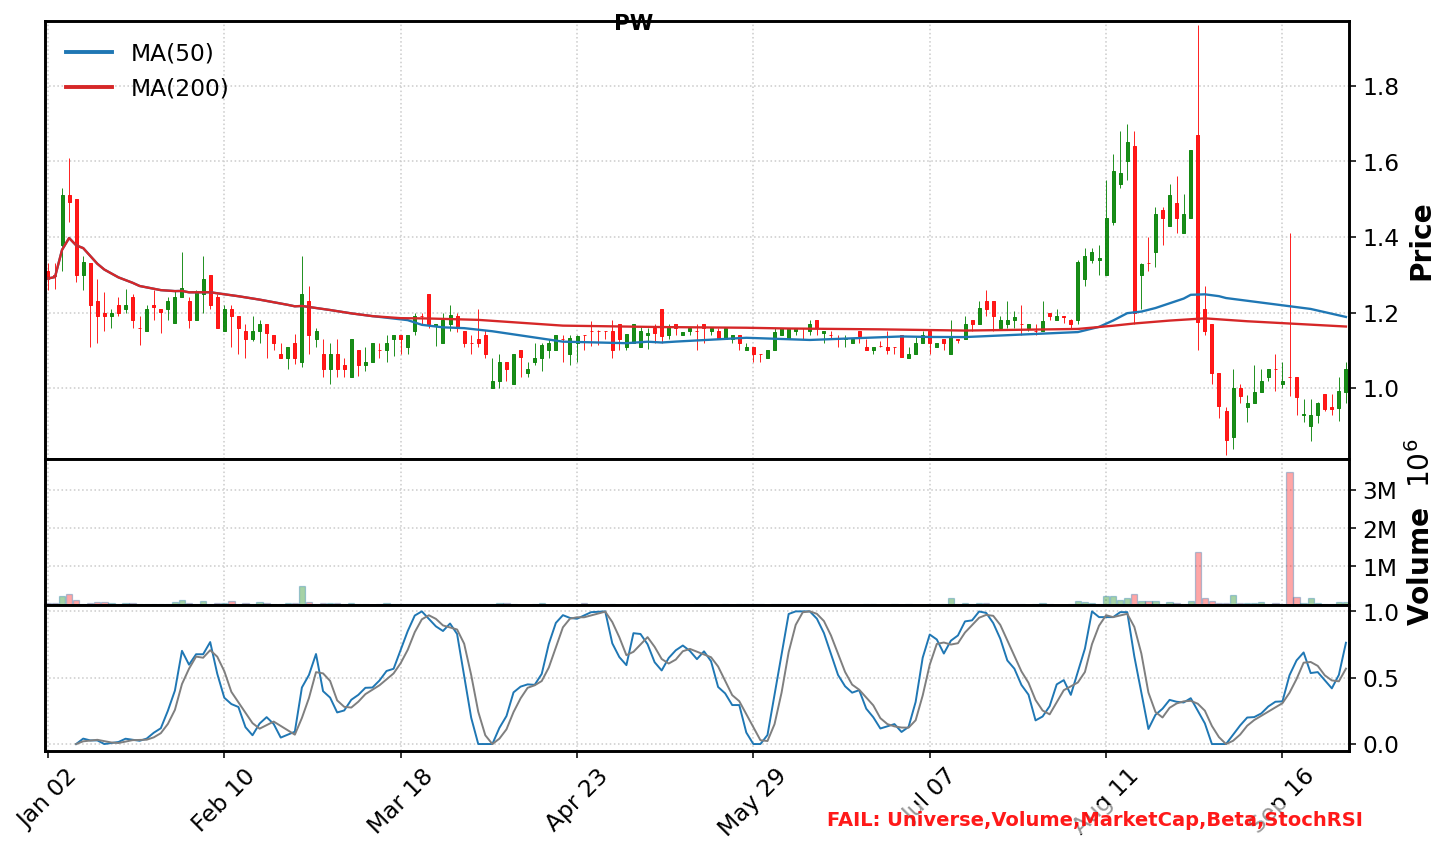 PW
MA(50)
MA(200)
1.8
1.6
1.4
1.2
1.0
Price
3M
2M
1M
Volume 10^6
1.0
0.5
0.0
Jan 02
Feb 10
Mar 18
Apr 23
May 29
Jul 07
Aug 11
Sep 16
FAIL: Universe,Volume,MarketCap,Beta,StochRSI